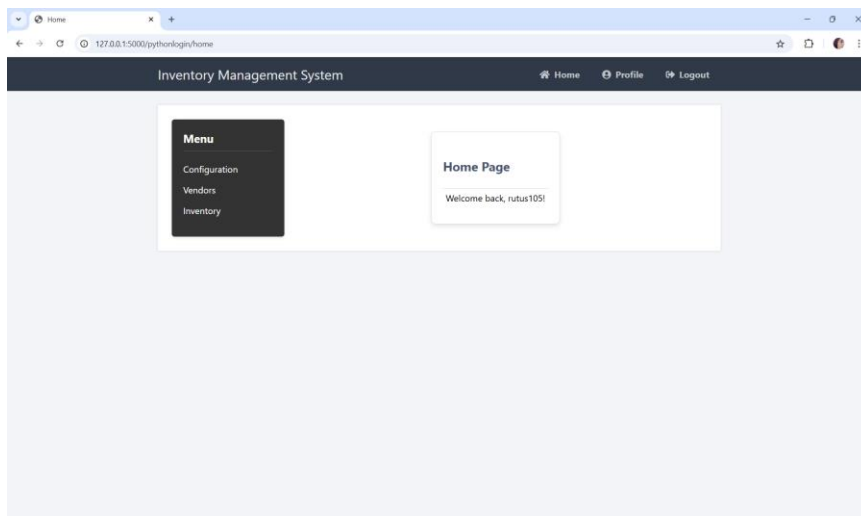 Home
127.0.0.1:5000/pythonlogin/home
Inventory Management System
Home
Profile
Logout
Menu
Configuration
Vendors
Inventory
Home Page
Welcome back, rutus105!